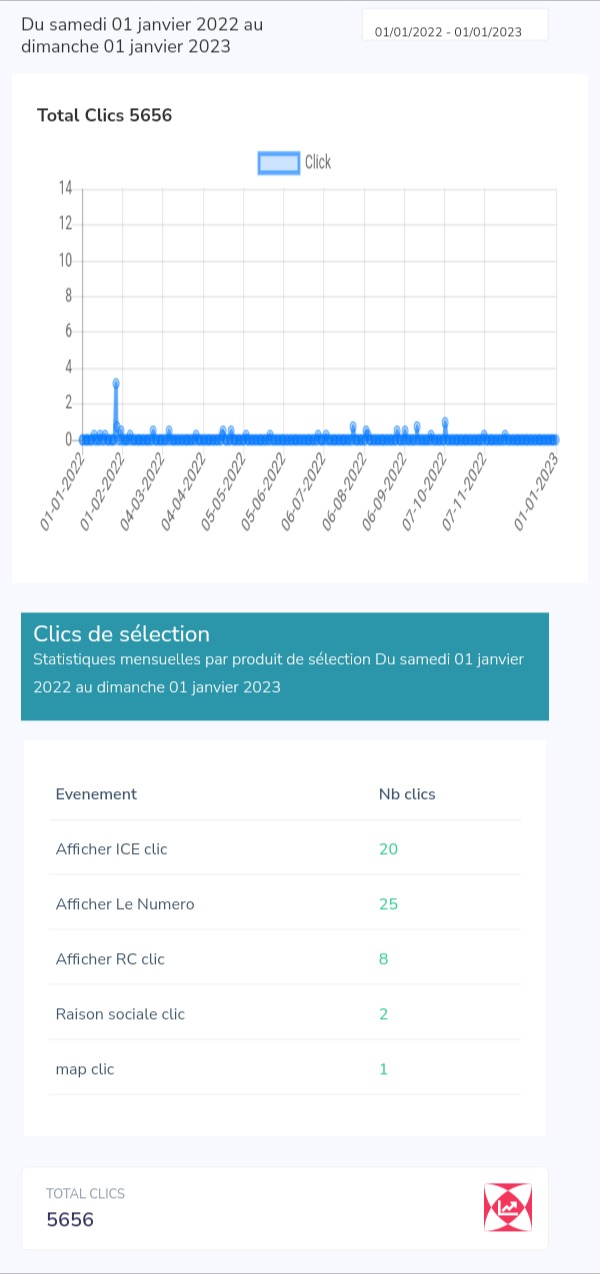 Du samedi 01 janvier 2022 au
dimanche 01 janvier 2023
01/01/2022 - 01/01/2023
Total Clics 5656
Click
14
12
10
8
6
4
2
0
01-01-2022
01-02-2022
04-03-2022
04-04-2022
05-05-2022
05-06-2022
06-07-2022
06-08-2022
06-09-2022
07-10-2022
07-11-2022
01-01-2023
Clics de sélection
Statistiques mensuelles par produit de sélection Du samedi 01 janvier
2022 au dimanche 01 janvier 2023
Evenement Nb clics
Afficher ICE clic 20
Afficher Le Numero 25
Afficher RC clic 8
Raison sociale clic 2
map clic 1
TOTAL CLICS
5656